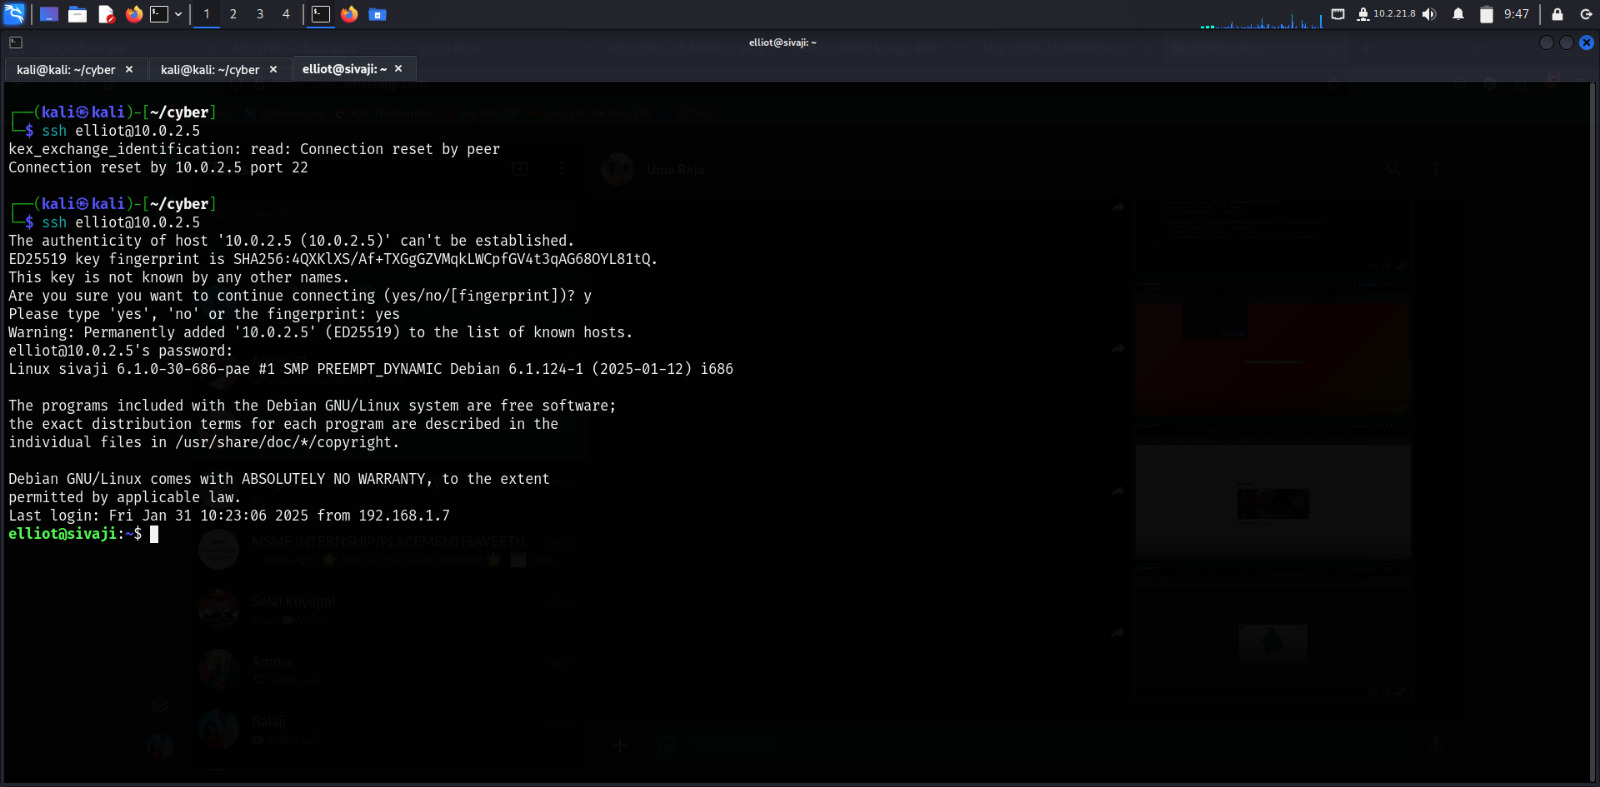 1 2 3 4 10.2.21.8 9:47
elliot@sivaji: ~
kali@kali: ~/cyber × kali@kali: ~/cyber × elliot@sivaji: ~ ×
┌──(kali㉿kali)-[~/cyber]
└─$ ssh elliot@10.0.2.5
kex_exchange_identification: read: Connection reset by peer
Connection reset by 10.0.2.5 port 22
┌──(kali㉿kali)-[~/cyber]
└─$ ssh elliot@10.0.2.5
The authenticity of host '10.0.2.5 (10.0.2.5)' can't be established.
ED25519 key fingerprint is SHA256:4QXKlXS/Af+TXGgGZVMqkLWCpfGV4t3qAG68OYL81tQ.
This key is not known by any other names.
Are you sure you want to continue connecting (yes/no/[fingerprint])? y
Please type 'yes', 'no' or the fingerprint: yes
Warning: Permanently added '10.0.2.5' (ED25519) to the list of known hosts.
elliot@10.0.2.5's password:
Linux sivaji 6.1.0-30-686-pae #1 SMP PREEMPT_DYNAMIC Debian 6.1.124-1 (2025-01-12) i686
The programs included with the Debian GNU/Linux system are free software;
the exact distribution terms for each program are described in the
individual files in /usr/share/doc/*/copyright.
Debian GNU/Linux comes with ABSOLUTELY NO WARRANTY, to the extent
permitted by applicable law.
Last login: Fri Jan 31 10:23:06 2025 from 192.168.1.7
elliot@sivaji:~$
Uma Raja
MSME INTERNSHIP/PLACEMENT(SAVEETH...
Solai Kuyilgal
Amma
Balaji